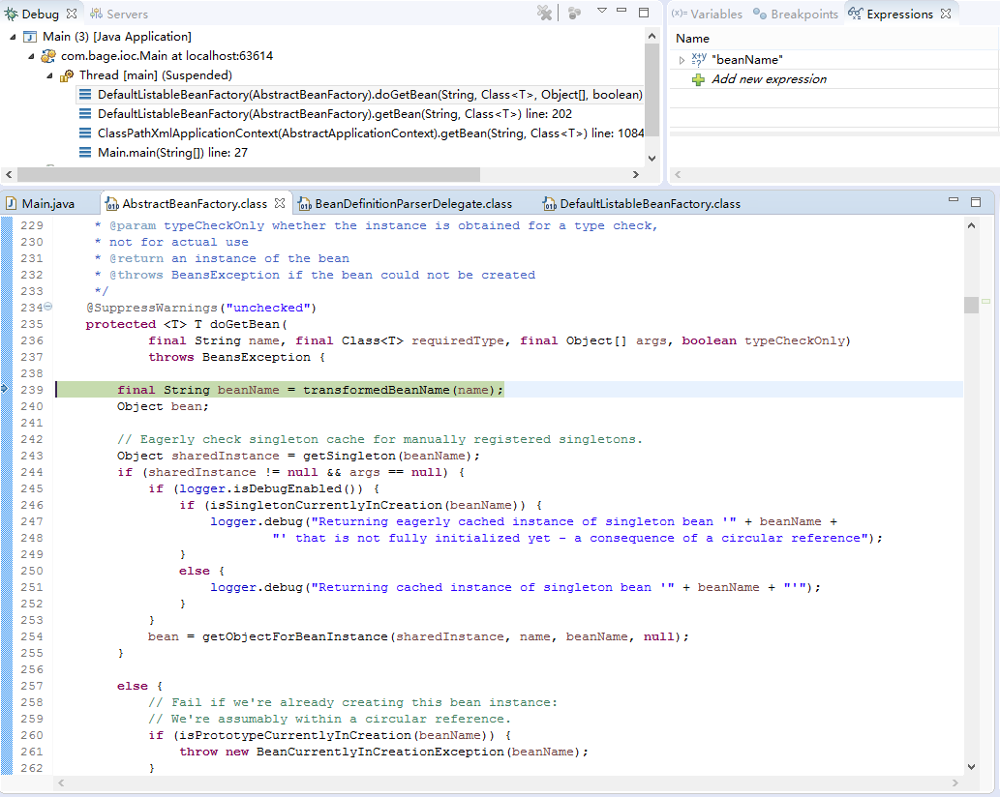 Debug
Servers
Main (3) [Java Application]
com.bage.ioc.Main at localhost:63614
Thread [main] (Suspended)
DefaultListableBeanFactory(AbstractBeanFactory).doGetBean(String, Class<T>, Object[], boolean)
DefaultListableBeanFactory(AbstractBeanFactory).getBean(String, Class<T>) line: 202
ClassPathXmlApplicationContext(AbstractApplicationContext).getBean(String, Class<T>) line: 1084
Main.main(String[]) line: 27
(x)= Variables
Breakpoints
Expressions
Name
"beanName"
Add new expression
Main.java
AbstractBeanFactory.class
BeanDefinitionParserDelegate.class
DefaultListableBeanFactory.class
229 * @param typeCheckOnly whether the instance is obtained for a type check,
230 * not for actual use
231 * @return an instance of the bean
232 * @throws BeansException if the bean could not be created
233 */
234 @SuppressWarnings("unchecked")
235 protected <T> T doGetBean(
236 final String name, final Class<T> requiredType, final Object[] args, boolean typeCheckOnly)
237 throws BeansException {
238
239 final String beanName = transformedBeanName(name);
240 Object bean;
241
242 // Eagerly check singleton cache for manually registered singletons.
243 Object sharedInstance = getSingleton(beanName);
244 if (sharedInstance != null && args == null) {
245 if (logger.isDebugEnabled()) {
246 if (isSingletonCurrentlyInCreation(beanName)) {
247 logger.debug("Returning eagerly cached instance of singleton bean '" + beanName +
248 "' that is not fully initialized yet - a consequence of a circular reference");
249 }
250 else {
251 logger.debug("Returning cached instance of singleton bean '" + beanName + "'");
252 }
253 }
254 bean = getObjectForBeanInstance(sharedInstance, name, beanName, null);
255 }
256
257 else {
258 // Fail if we're already creating this bean instance:
259 // We're assumably within a circular reference.
260 if (isPrototypeCurrentlyInCreation(beanName)) {
261 throw new BeanCurrentlyInCreationException(beanName);
262 }